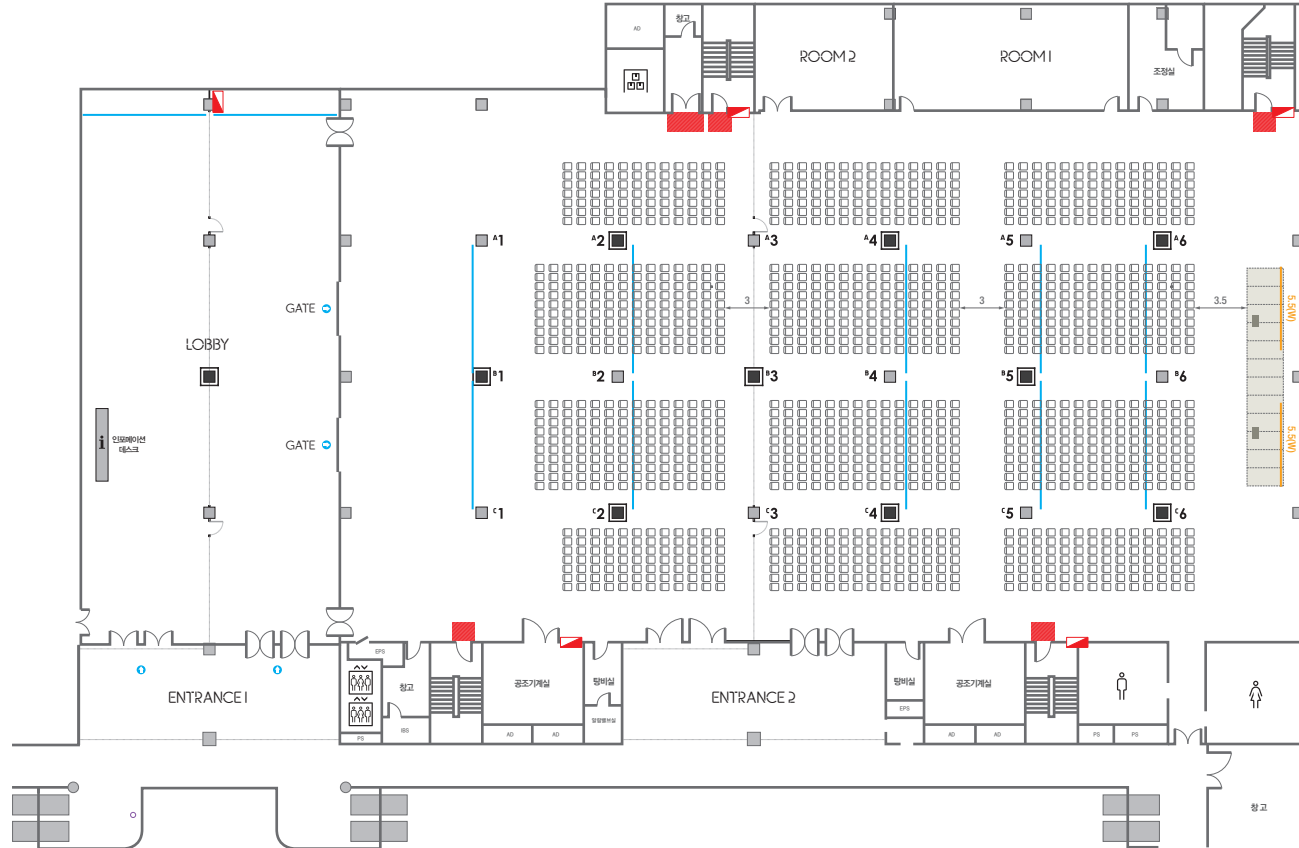 AD
창고
ROOM 2
ROOM 1
조정실
A1
A2
A3
A4
A5
A6
GATE
3
3
3.5
5.5(W)
LOBBY
B1
B2
B3
B4
B5
B6
GATE
인포메이션
데스크
i
5.5(W)
C1
C2
C3
C4
C5
C6
EPS
창고
공조기계실
탕비실
탕비실
공조기계실
ENTRANCE 1
ENTRANCE 2
EPS
IBS
PS
AD
AD
AD
AD
PS
PS
창고